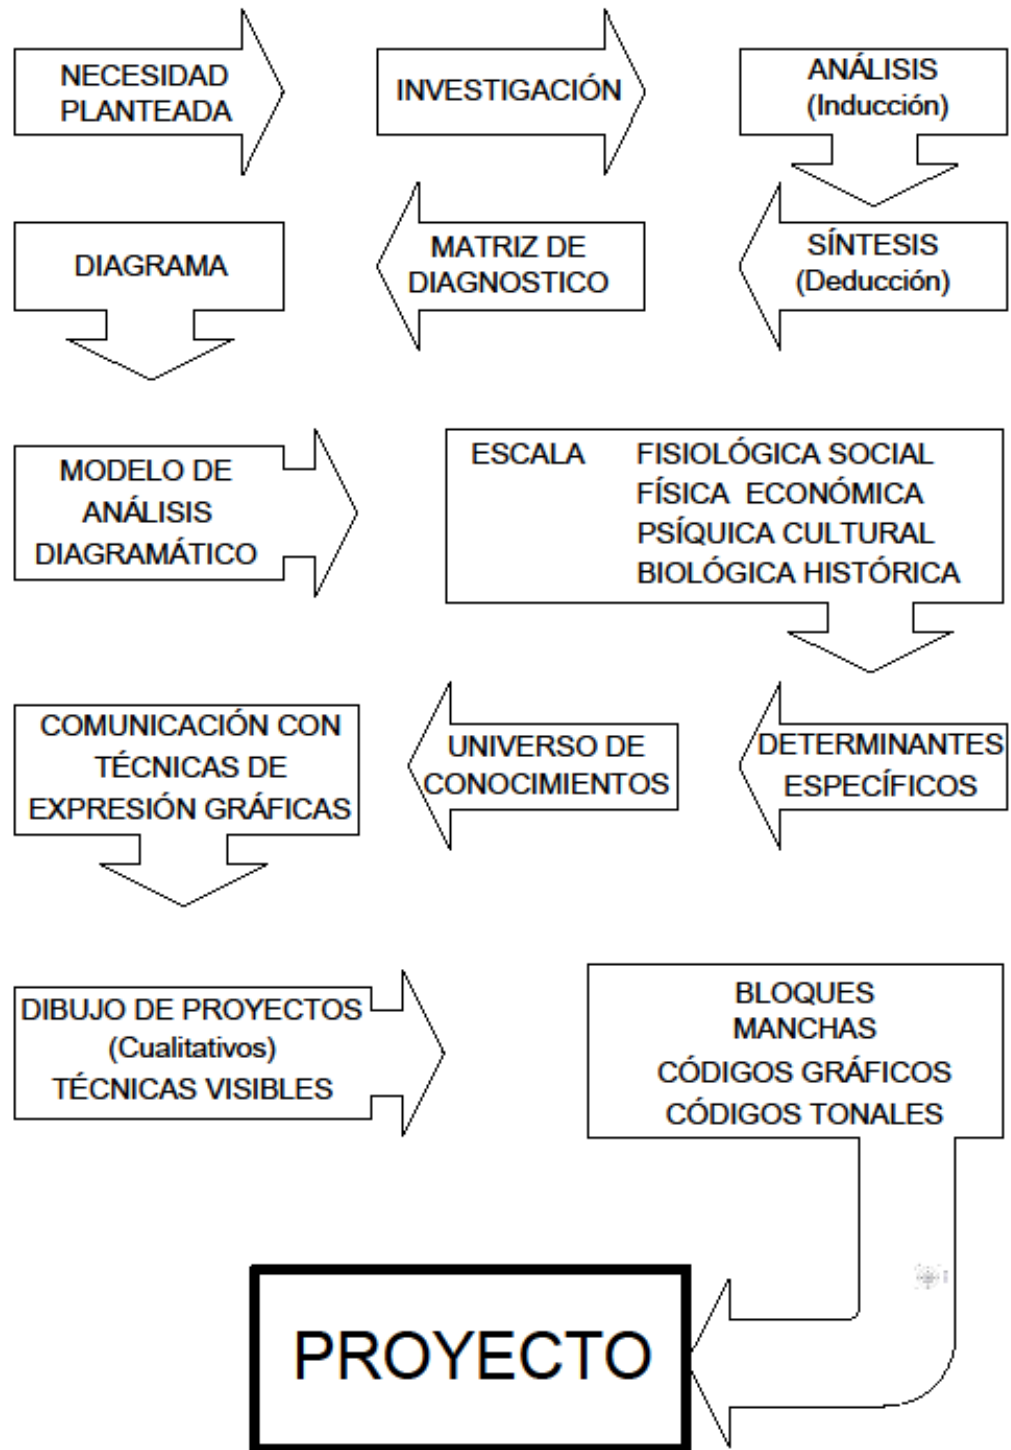 NECESIDAD
PLANTEADA
INVESTIGACIÓN
ANÁLISIS
(Inducción)
SÍNTESIS
(Deducción)
MATRIZ DE
DIAGNOSTICO
DIAGRAMA
MODELO DE
ANÁLISIS
DIAGRAMÁTICO
ESCALA FISIOLÓGICA SOCIAL
FÍSICA ECONÓMICA
PSÍQUICA CULTURAL
BIOLÓGICA HISTÓRICA
DETERMINANTES
ESPECÍFICOS
UNIVERSO DE
CONOCIMIENTOS
COMUNICACIÓN CON
TÉCNICAS DE
EXPRESIÓN GRÁFICAS
DIBUJO DE PROYECTOS
(Cualitativos)
TÉCNICAS VISIBLES
BLOQUES
MANCHAS
CÓDIGOS GRÁFICOS
CÓDIGOS TONALES
PROYECTO